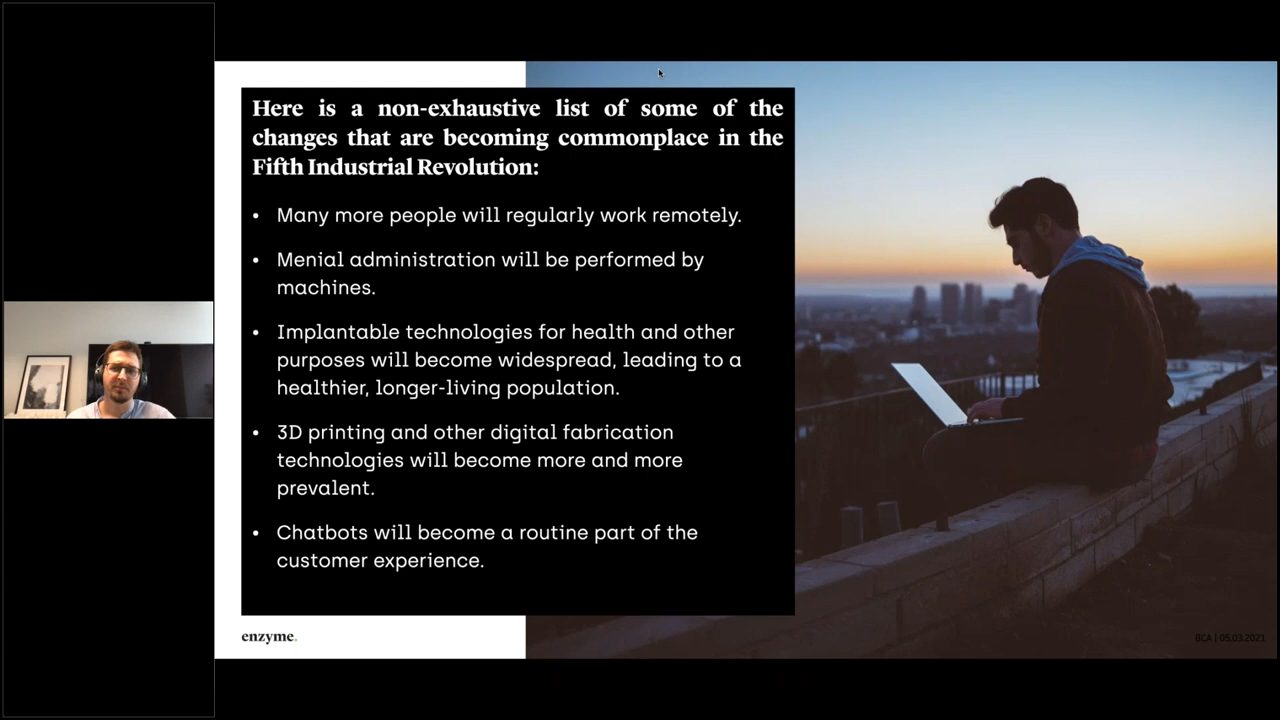 Here is a non-exhaustive list of some of the
changes that are becoming commonplace in the
Fifth Industrial Revolution:
• Many more people will regularly work remotely.
• Menial administration will be performed by
machines.
• Implantable technologies for health and other
purposes will become widespread, leading to a
healthier, longer-living population.
• 3D printing and other digital fabrication
technologies will become more and more
prevalent.
• Chatbots will become a routine part of the
customer experience.
enzyme.
BCA | 05.03.2021